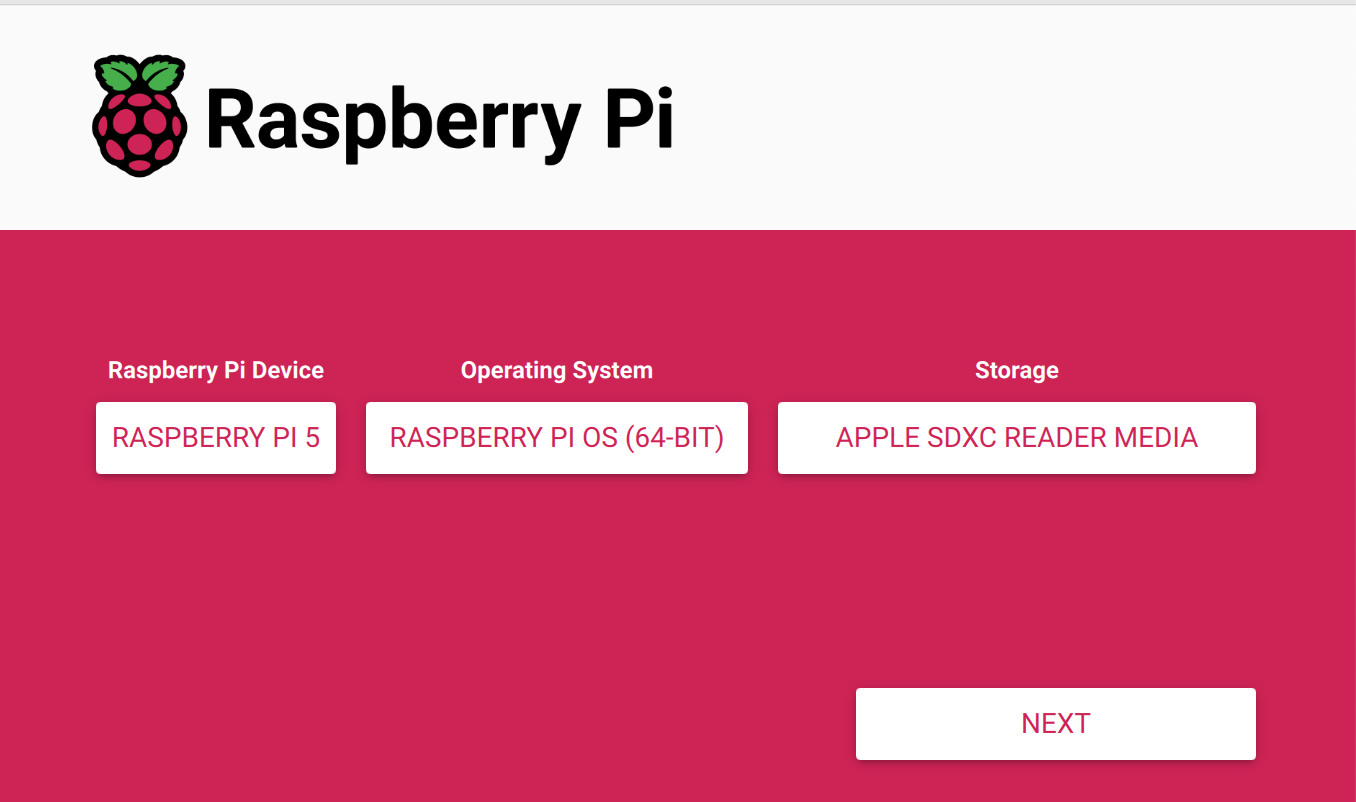 Raspberry Pi
Raspberry Pi Device
Operating System
Storage
RASPBERRY PI 5
RASPBERRY PI OS (64-BIT)
APPLE SDXC READER MEDIA
NEXT